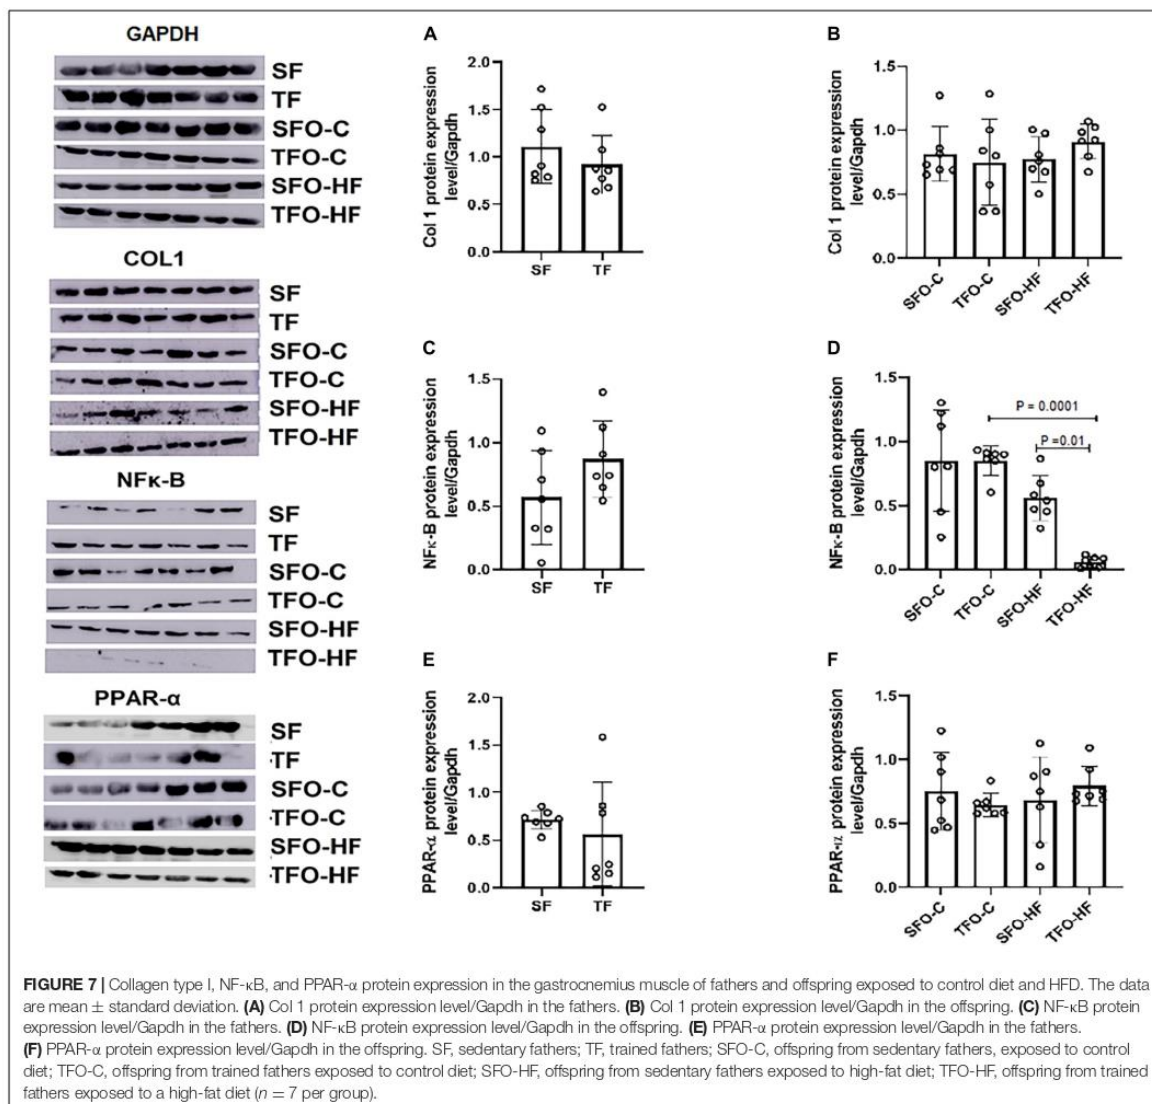 GAPDH
SF
TF
SFO-C
TFO-C
SFO-HF
TFO-HF
COL1
SF
TF
SFO-C
TFO-C
SFO-HF
TFO-HF
NFκ-B
SF
TF
SFO-C
TFO-C
SFO-HF
TFO-HF
PPAR-α
SF
TF
SFO-C
TFO-C
SFO-HF
TFO-HF
A
Col 1 protein expression
level/Gapdh
2.0
1.5
1.0
0.5
0.0
SF TF
B
Col 1 protein expression
level/Gapdh
1.5
1.0
0.5
0.0
SFO-C TFO-C SFO-HF TFO-HF
C
NFκ-B protein expression
level/Gapdh
1.5
1.0
0.5
0.0
SF TF
D
NFκ-B protein expression
level/Gapdh
1.5
1.0
0.5
0.0
P = 0.0001
P =0.01
SFO-C TFO-C SFO-HF TFO-HF
E
PPAR-α protein expression
level/Gapdh
2.0
1.5
1.0
0.5
0.0
SF TF
F
PPAR-α protein expression
level/Gapdh
1.5
1.0
0.5
0.0
SFO-C TFO-C SFO-HF TFO-HF
FIGURE 7 | Collagen type I, NF-κB, and PPAR-α protein expression in the gastrocnemius muscle of fathers and offspring exposed to control diet and HFD. The data
are mean ± standard deviation. (A) Col 1 protein expression level/Gapdh in the fathers. (B) Col 1 protein expression level/Gapdh in the offspring. (C) NF-κB protein
expression level/Gapdh in the fathers. (D) NF-κB protein expression level/Gapdh in the offspring. (E) PPAR-α protein expression level/Gapdh in the fathers.
(F) PPAR-α protein expression level/Gapdh in the offspring. SF, sedentary fathers; TF, trained fathers; SFO-C, offspring from sedentary fathers, exposed to control
diet; TFO-C, offspring from trained fathers exposed to control diet; SFO-HF, offspring from sedentary fathers exposed to high-fat diet; TFO-HF, offspring from trained
fathers exposed to a high-fat diet (n = 7 per group).